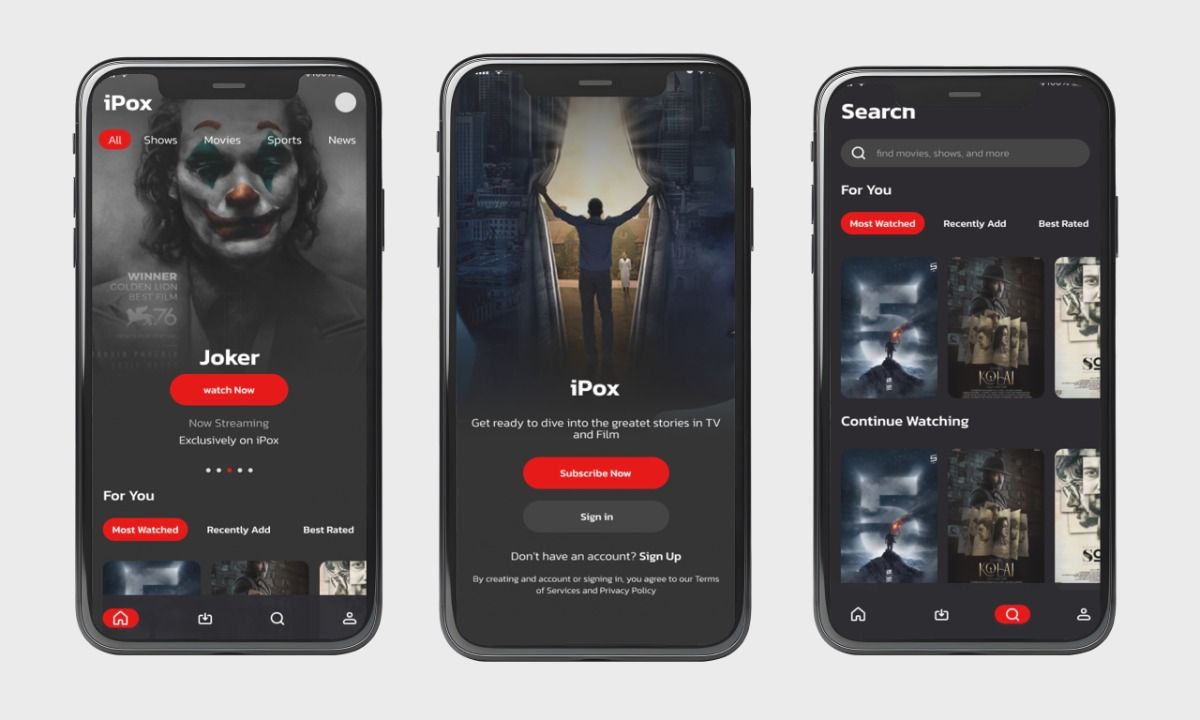 iPox
All Shows Movies Sports News
WINNER
GOLDEN LION
BEST FILM
76
Joker
watch Now
Now Streaming
Exclusively on iPox
For You
Most Watched Recently Add Best Rated
iPox
Get ready to dive into the greatet stories in TV
and Film
Subscribe Now
Sign in
Don't have an account? Sign Up
By creating and account or signing in, you agree to our Terms
of Services and Privacy Policy
Searcn
find movies, shows, and more
For You
Most Watched Recently Add Best Rated
5
KOLAI
Continue Watching
5
KOLAI